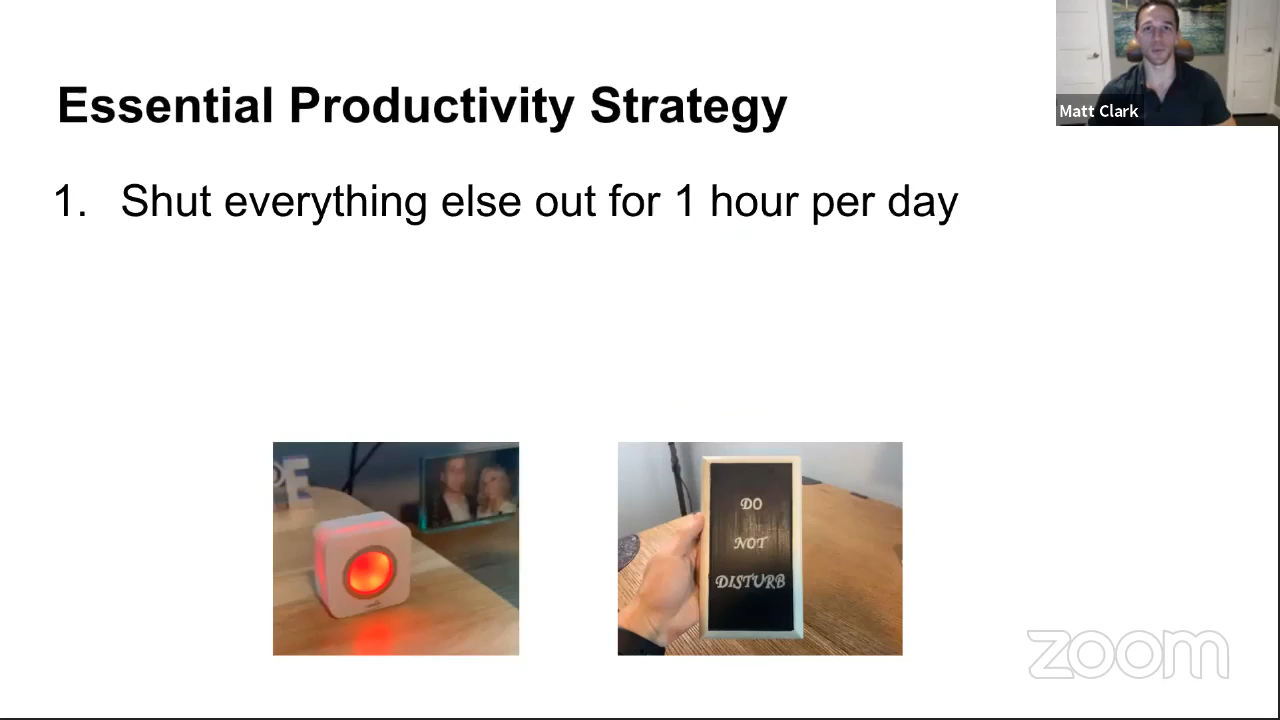 Essential Productivity Strategy
Matt Clark
1. Shut everything else out for 1 hour per day
E
DO
NOT
DISTURB
zoom